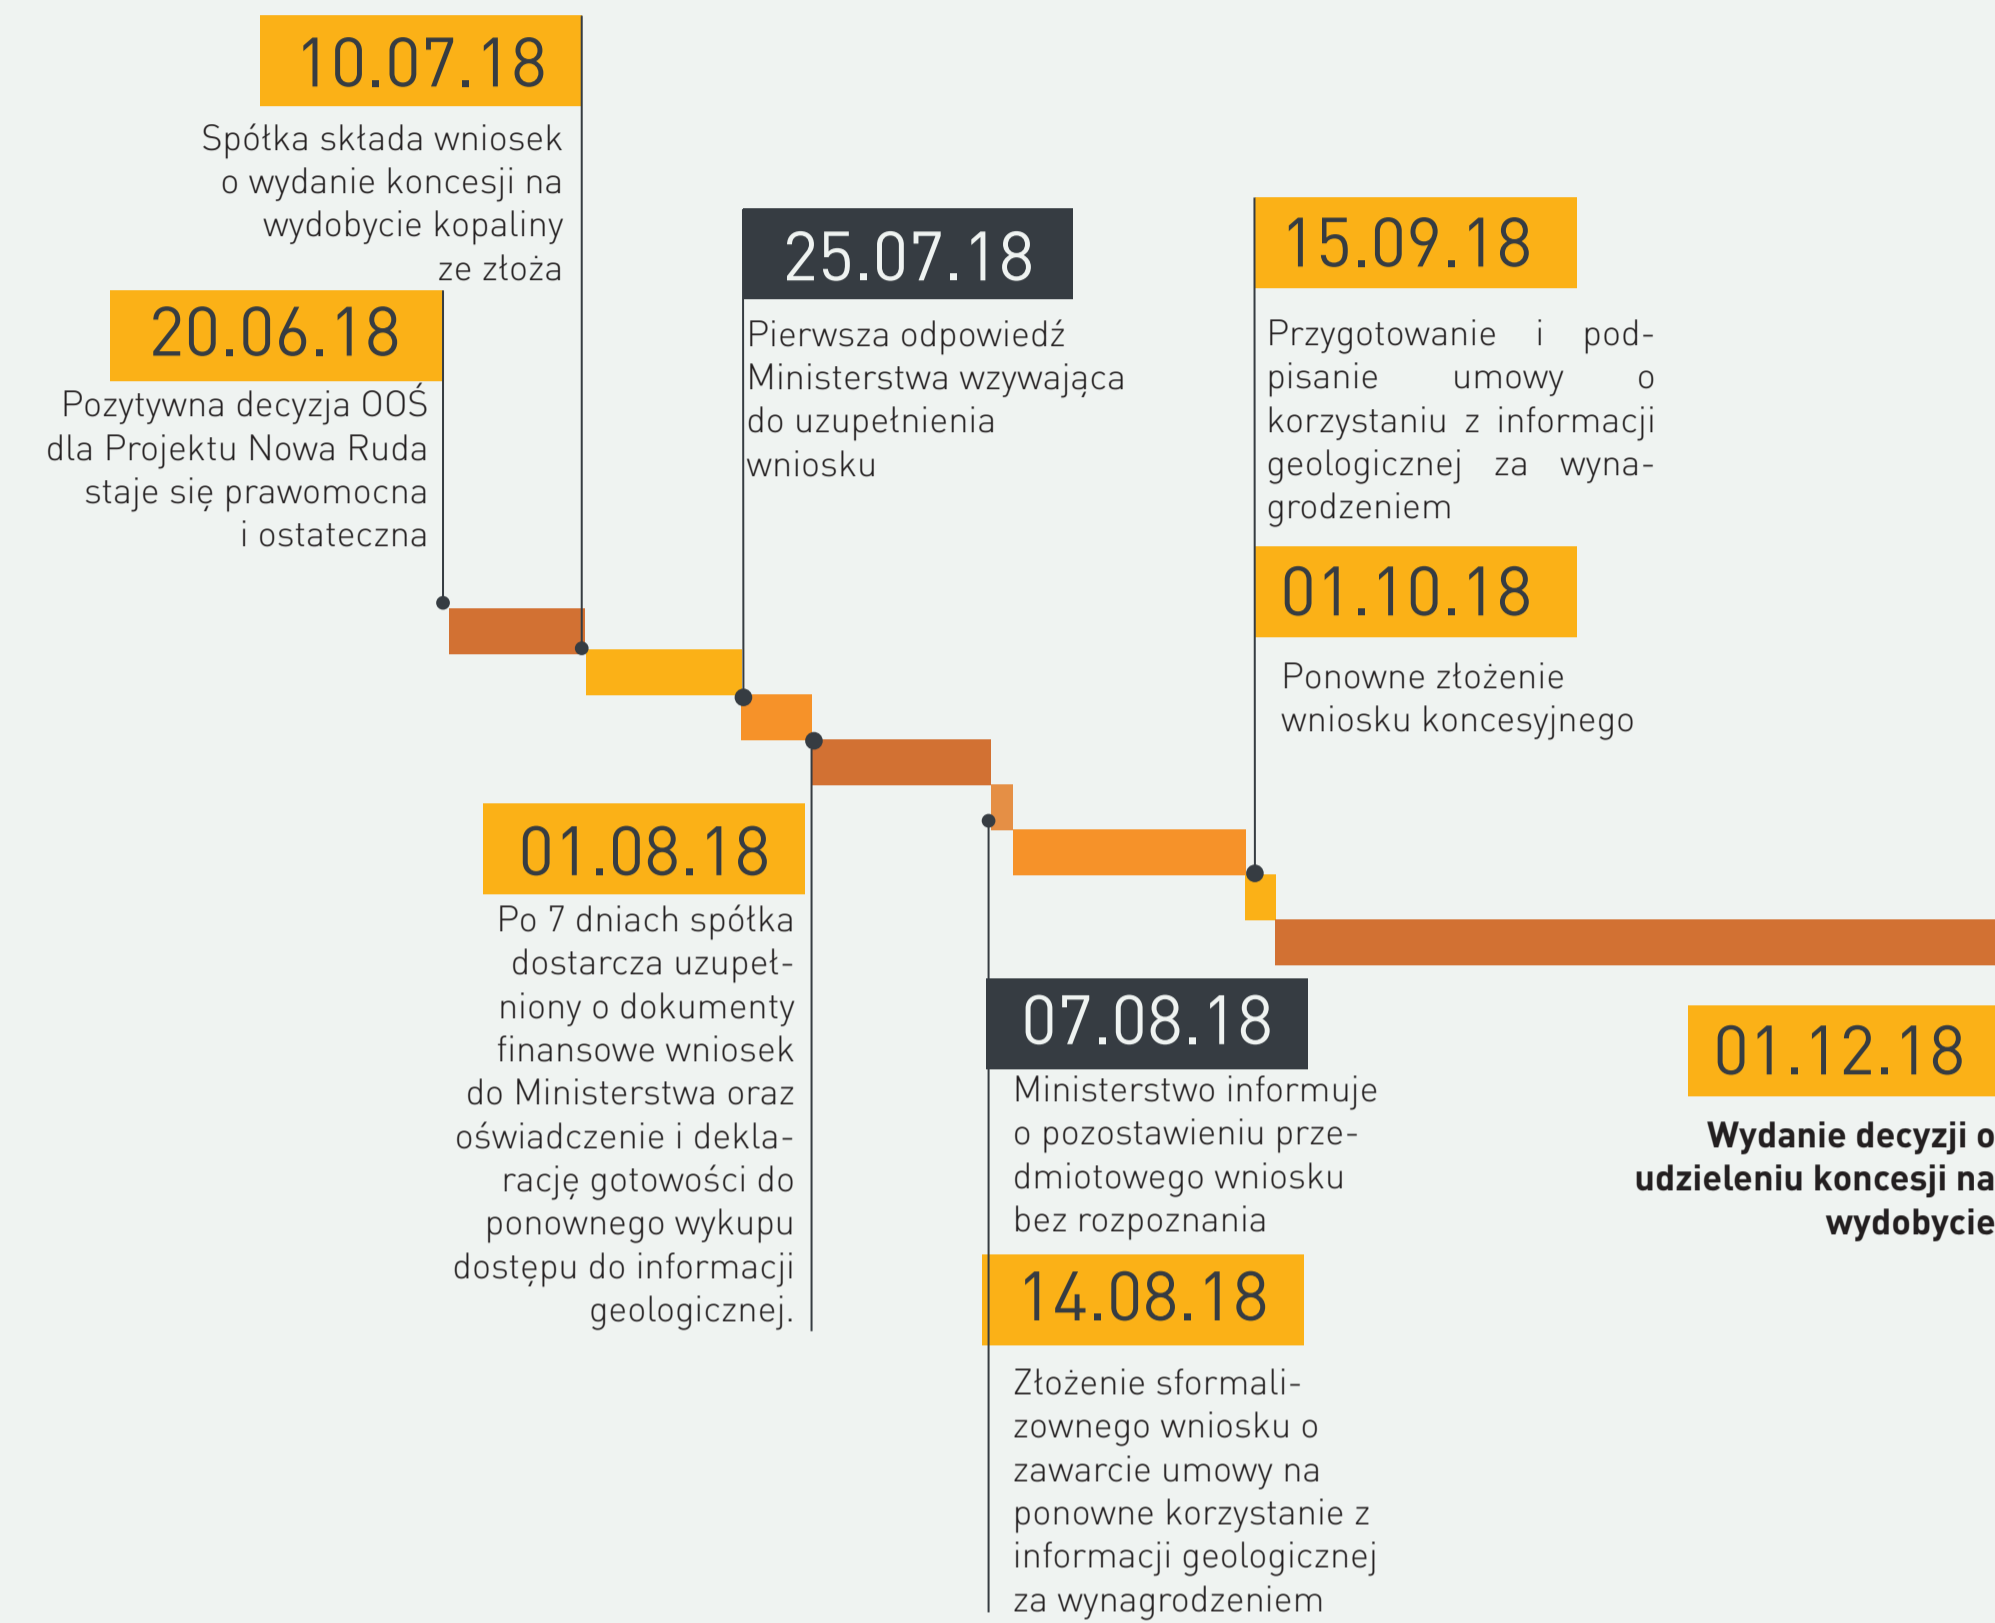 10.07.18
Spółka składa wniosek
o wydanie koncesji na
wydobycie kopaliny
ze złoża
20.06.18
Pozytywna decyzja OOŚ
dla Projektu Nowa Ruda
staje się prawomocna
i ostateczna
25.07.18
Pierwsza odpowiedź
Ministerstwa wzywająca
do uzupełnienia
wniosku
15.09.18
Przygotowanie i pod-
pisanie umowy o
korzystaniu z informacji
geologicznej za wyna-
grodzeniem
01.10.18
Ponowne złożenie
wniosku koncesyjnego
01.08.18
Po 7 dniach spółka
dostarcza uzupeł-
niony o dokumenty
finansowe wniosek
do Ministerstwa oraz
oświadczenie i dekla-
rację gotowości do
ponownego wykupu
dostępu do informacji
geologicznej.
07.08.18
Ministerstwo informuje
o pozostawieniu prze-
dmiotowego wniosku
bez rozpoznania
14.08.18
Złożenie sformali-
zownego wniosku o
zawarcie umowy na
ponowne korzystanie z
informacji geologicznej
za wynagrodzeniem
01.12.18
Wydanie decyzji o
udzieleniu koncesji na
wydobycie